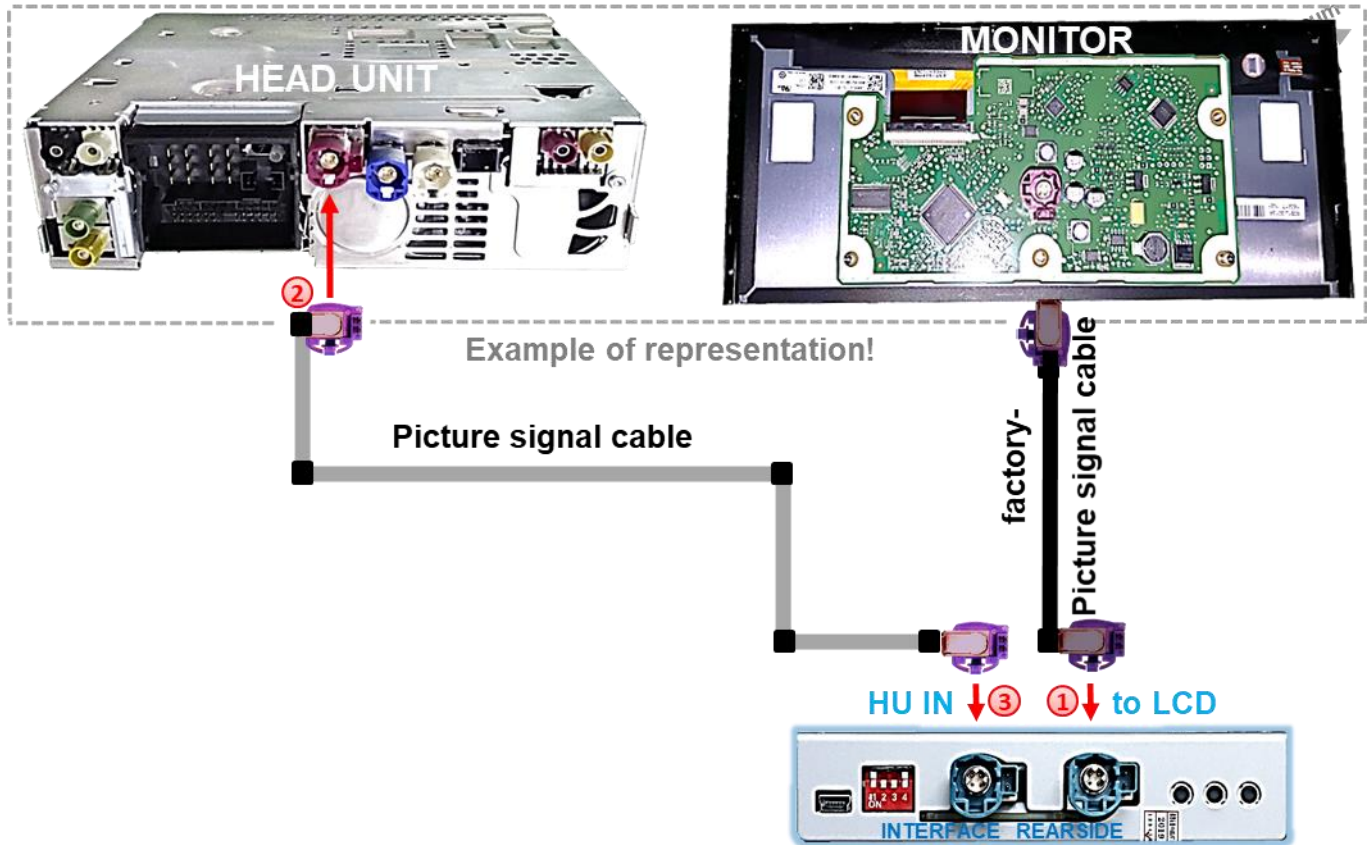 MONITOR
HEAD UNIT
2
Example of representation!
Picture signal cable
factory-
Picture signal cable
HU IN
3
1
to LCD
1 2 3 4
ON
INTERFACE REARSIDE
2019